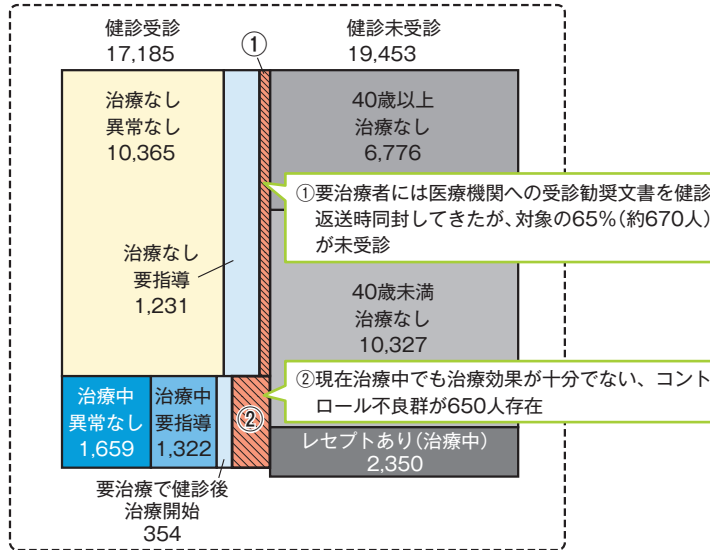 健診受診
17,185
①
健診未受診
19,453
治療なし
異常なし
10,365
40歳以上
治療なし
6,776
①要治療者には医療機関への受診勧奨文書を健診
返送時同封してきたが、対象の65%(約670人)
が未受診
治療なし
要指導
1,231
40歳未満
治療なし
10,327
②現在治療中でも治療効果が十分でない、コント
ロール不良群が650人存在
治療中
異常なし
1,659
治療中
要指導
1,322
②
レセプトあり(治療中)
2,350
要治療で健診後
治療開始
354